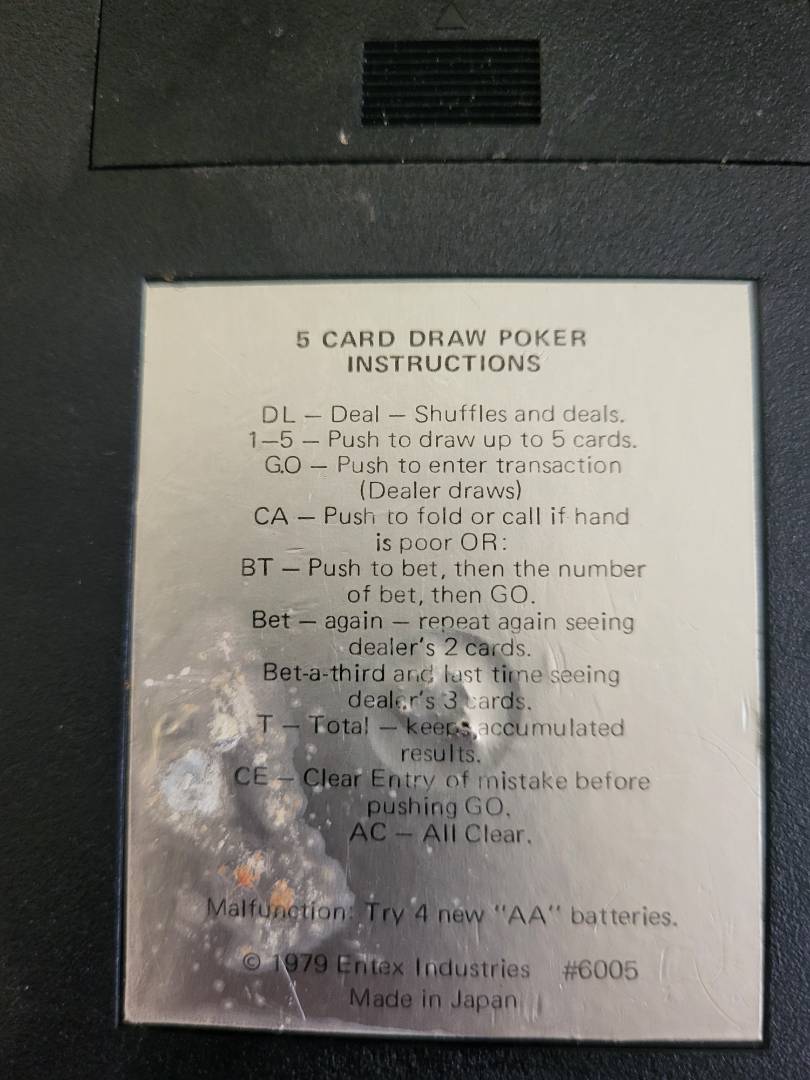 5 CARD DRAW POKER
INSTRUCTIONS
DL — Deal — Shuffles and deals.
1—5 — Push to draw up to 5 cards.
GO — Push to enter transaction
(Dealer draws)
CA — Push to fold or call if hand
is poor OR:
BT — Push to bet, then the number
of bet, then GO.
Bet — again — repeat again seeing
dealer's 2 cards.
Bet-a-third and last time seeing
dealer's 3 cards.
T — Total — keeps accumulated
results.
CE — Clear Entry of mistake before
pushing GO.
AC — All Clear.
Malfunction: Try 4 new "AA" batteries.
© 1979 Entex Industries #6005
Made in Japan